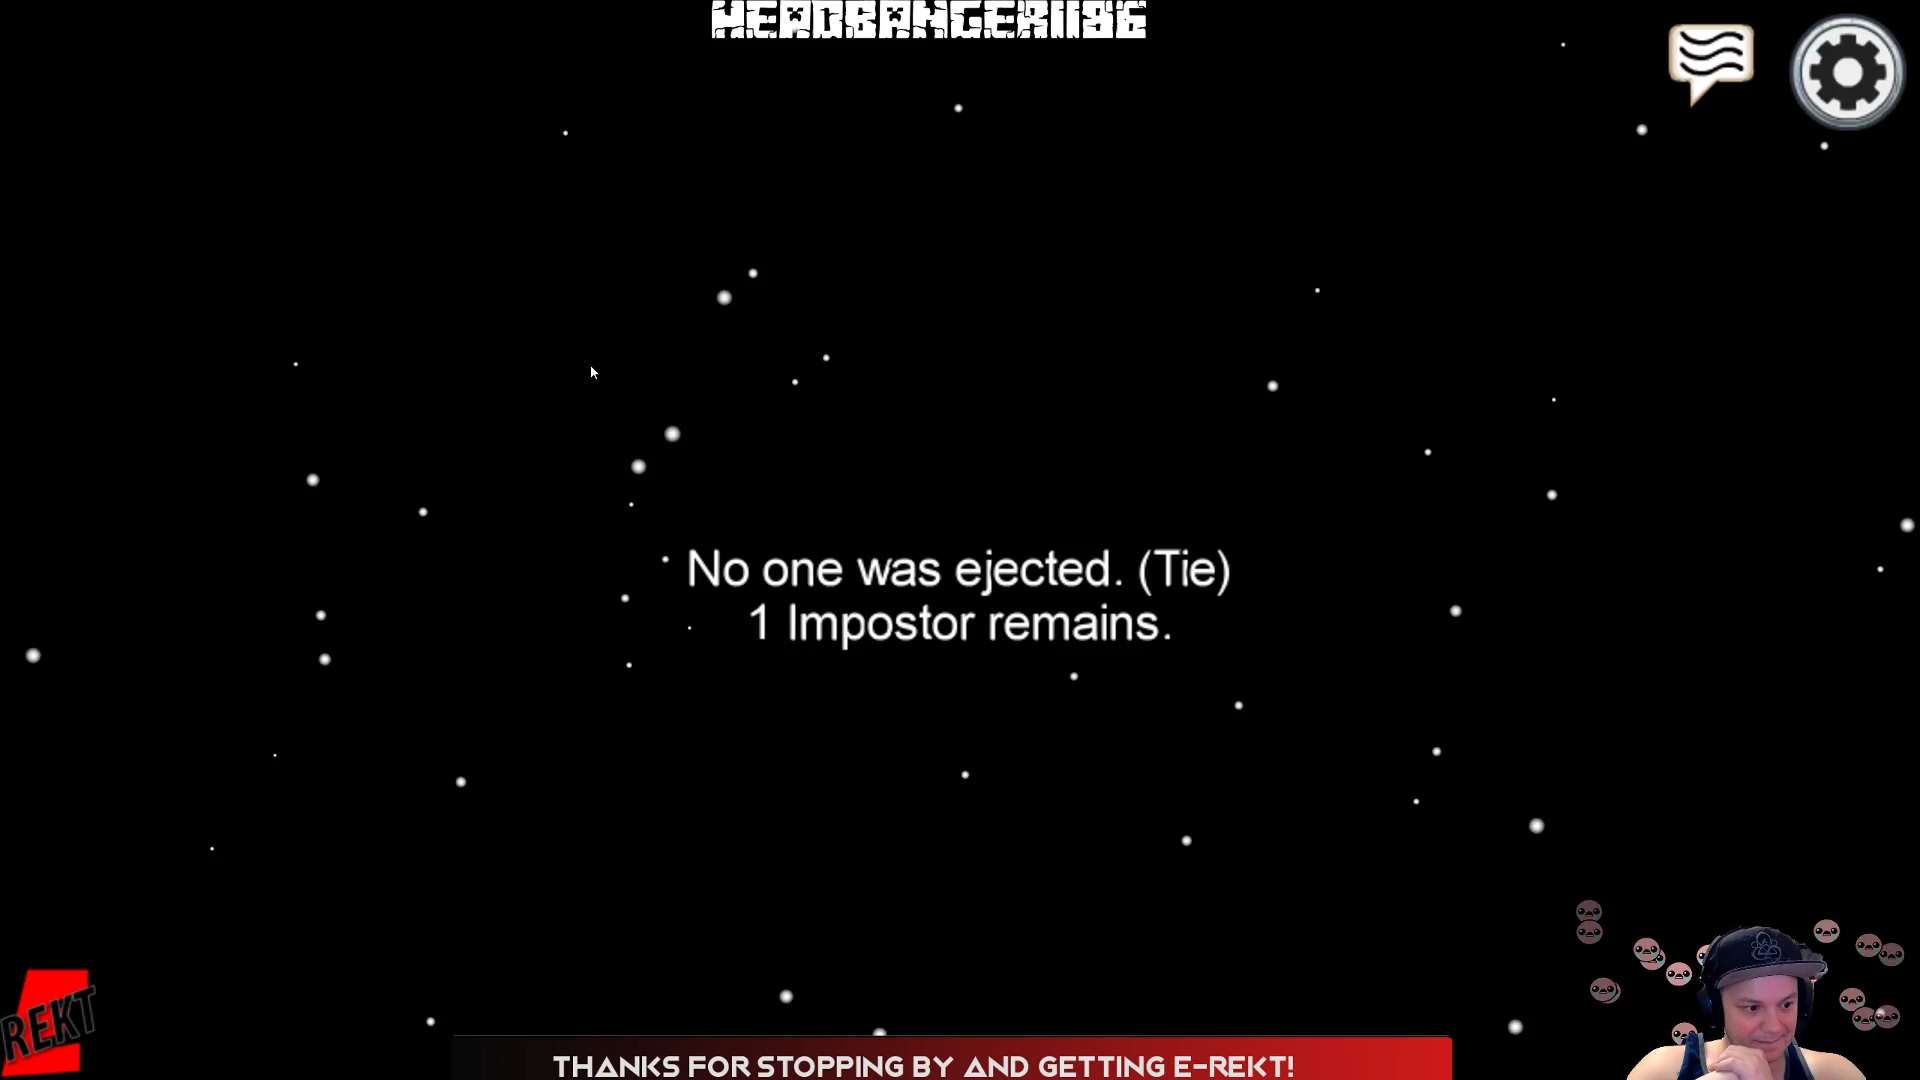 HEADBANGER1186
No one was ejected. (Tie)
1 Impostor remains.
REKT
THANKS FOR STOPPING BY AND GETTING E-REKT!